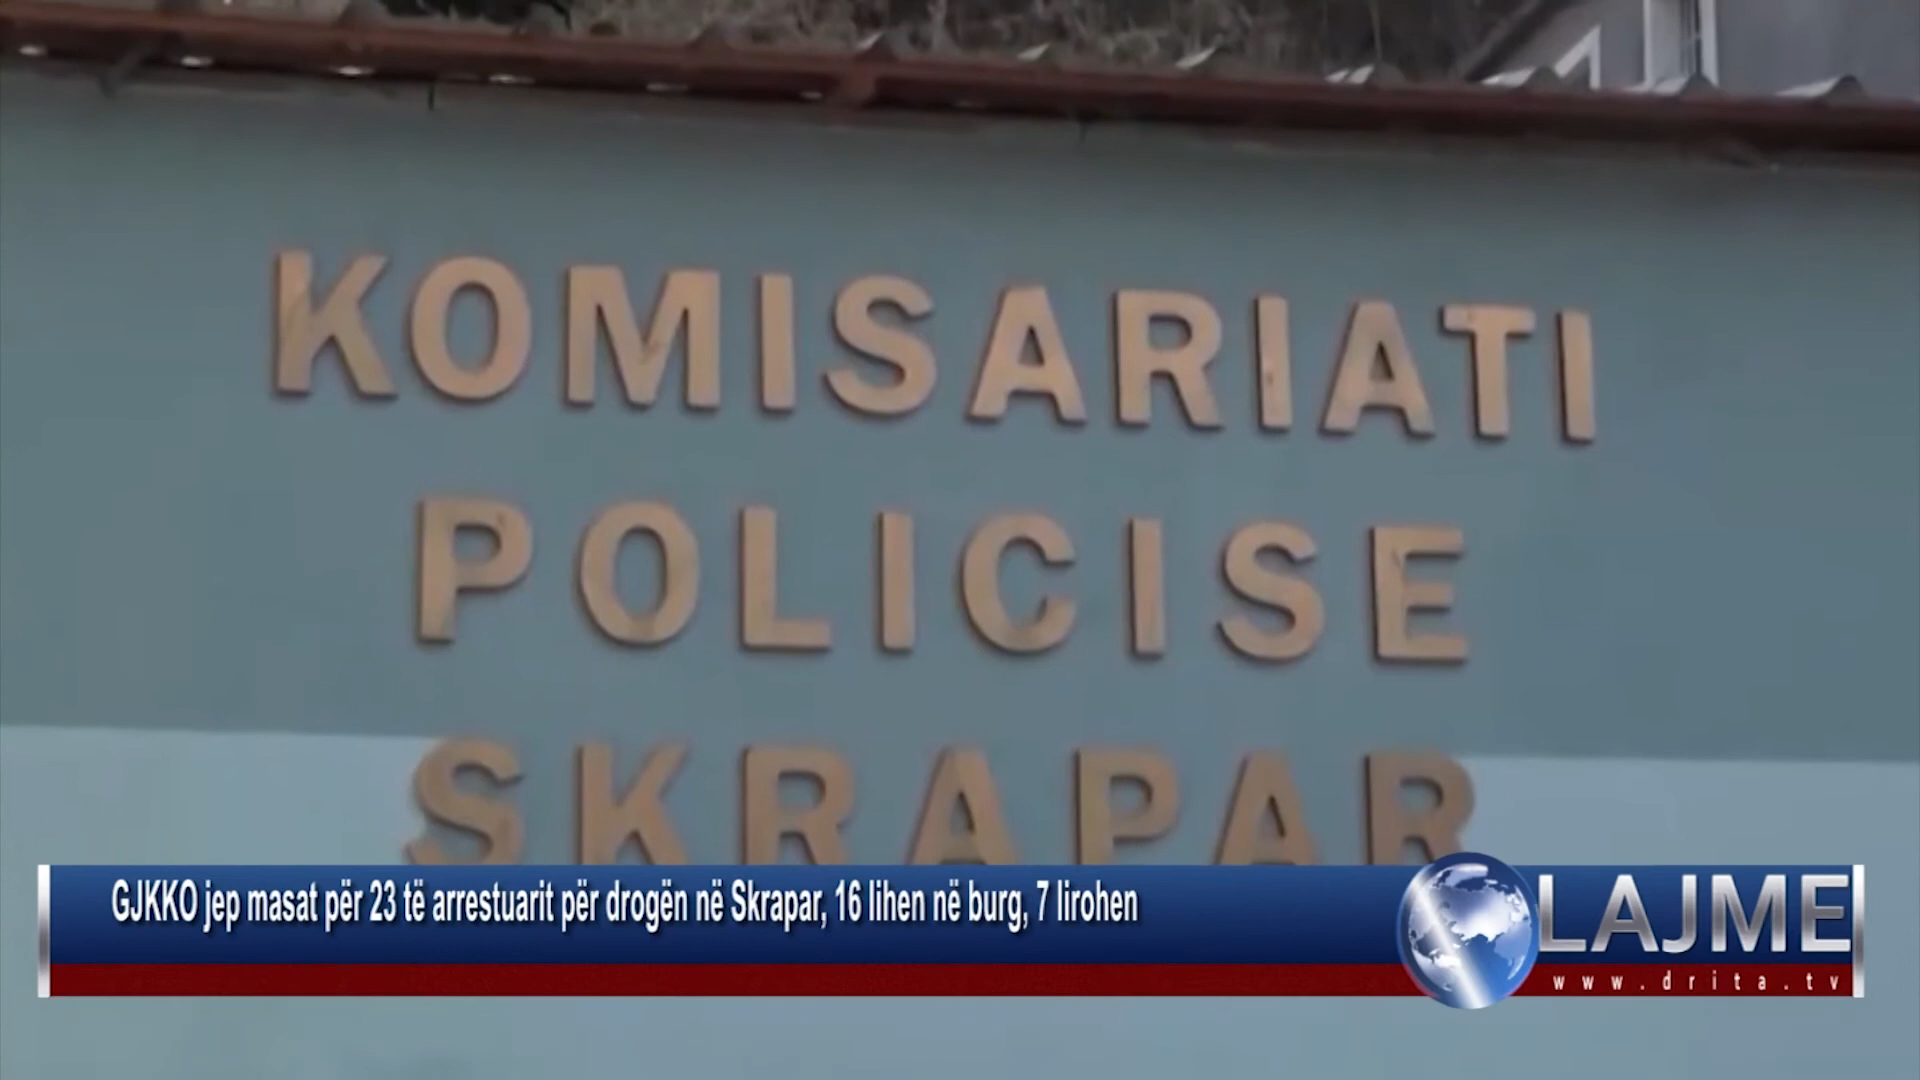 KOMISARIATI
POLICISE
SKRAPAR
GJKKO jep masat për 23 të arrestuarit për drogën në Skrapar, 16 lihen në burg, 7 lirohen
LAJME
www.drita.tv